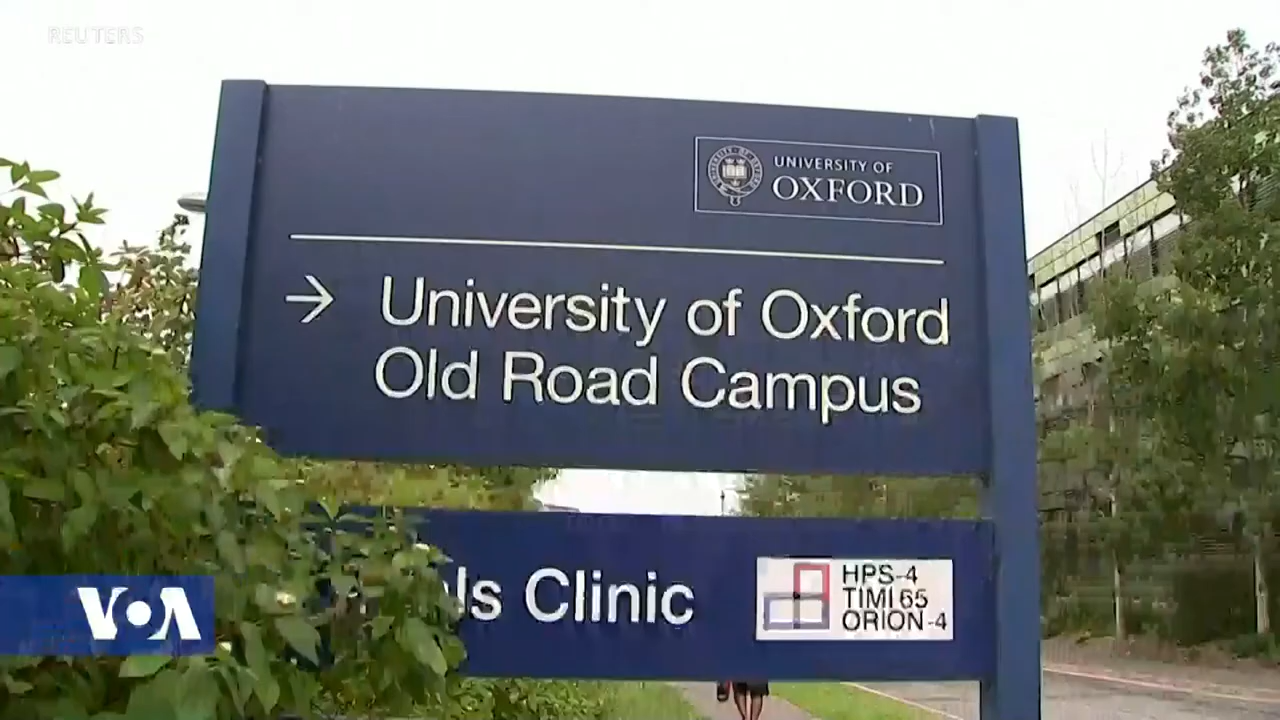 REUTERS
UNIVERSITY OF
OXFORD
→ University of Oxford
Old Road Campus
Clinic
HPS-4
TIMI 65
ORION-4
VOA